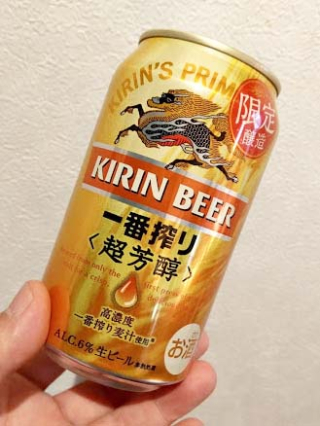 KIRIN'S PRIM
限定
醸造
KIRIN BEER
一番搾り
〈超芳醇〉
高濃度
一番搾り麦汁使用
ALC.6% 生ビール
お酒